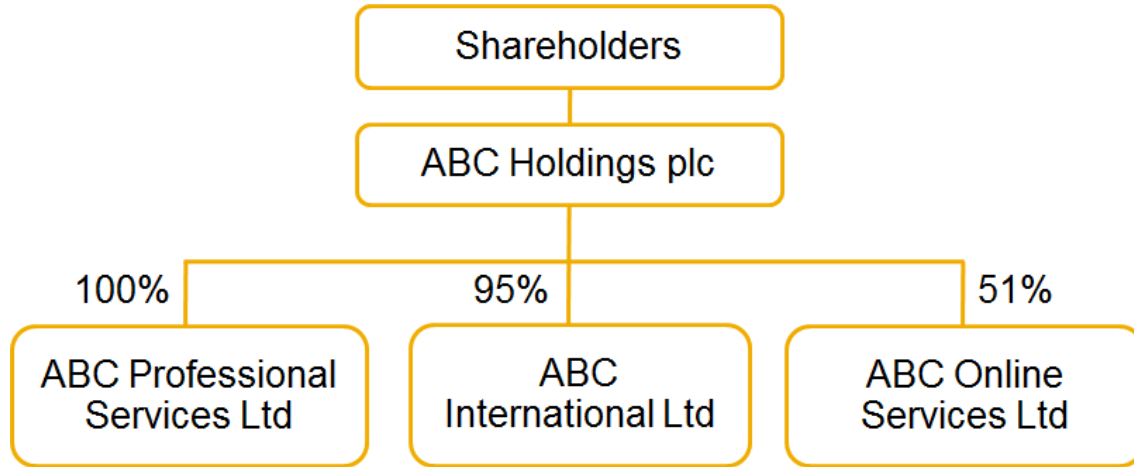 Shareholders
ABC Holdings plc
100%
95%
51%
ABC Professional
Services Ltd
ABC
International Ltd
ABC Online
Services Ltd